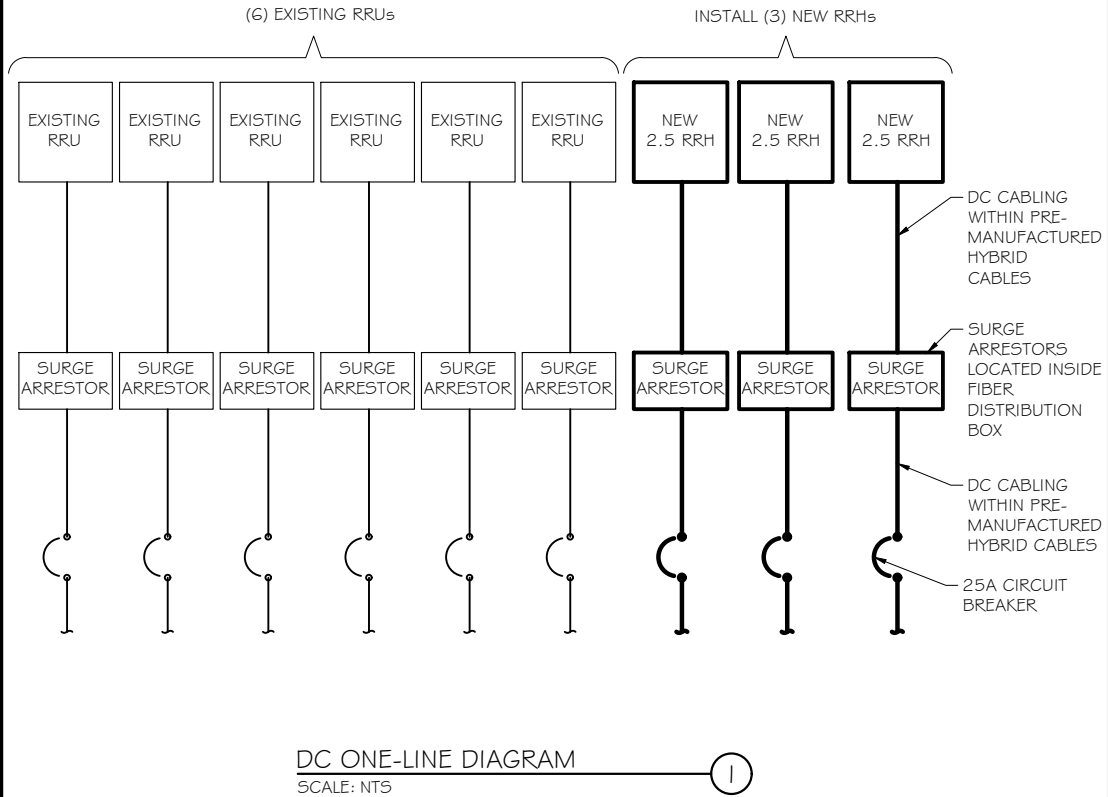 (6) EXISTING RRUs
INSTALL (3) NEW RRHs
EXISTING
RRU
EXISTING
RRU
EXISTING
RRU
EXISTING
RRU
EXISTING
RRU
EXISTING
RRU
NEW
2.5 RRH
NEW
2.5 RRH
NEW
2.5 RRH
DC CABLING
WITHIN PRE-
MANUFACTURED
HYBRID
CABLES
SURGE
ARRESTOR
SURGE
ARRESTOR
SURGE
ARRESTOR
SURGE
ARRESTOR
SURGE
ARRESTOR
SURGE
ARRESTOR
SURGE
ARRESTOR
SURGE
ARRESTOR
SURGE
ARRESTOR
SURGE
ARRESTORS
LOCATED INSIDE
FIBER
DISTRIBUTION
BOX
DC CABLING
WITHIN PRE-
MANUFACTURED
HYBRID CABLES
25A CIRCUIT
BREAKER
DC ONE-LINE DIAGRAM
SCALE: NTS
1